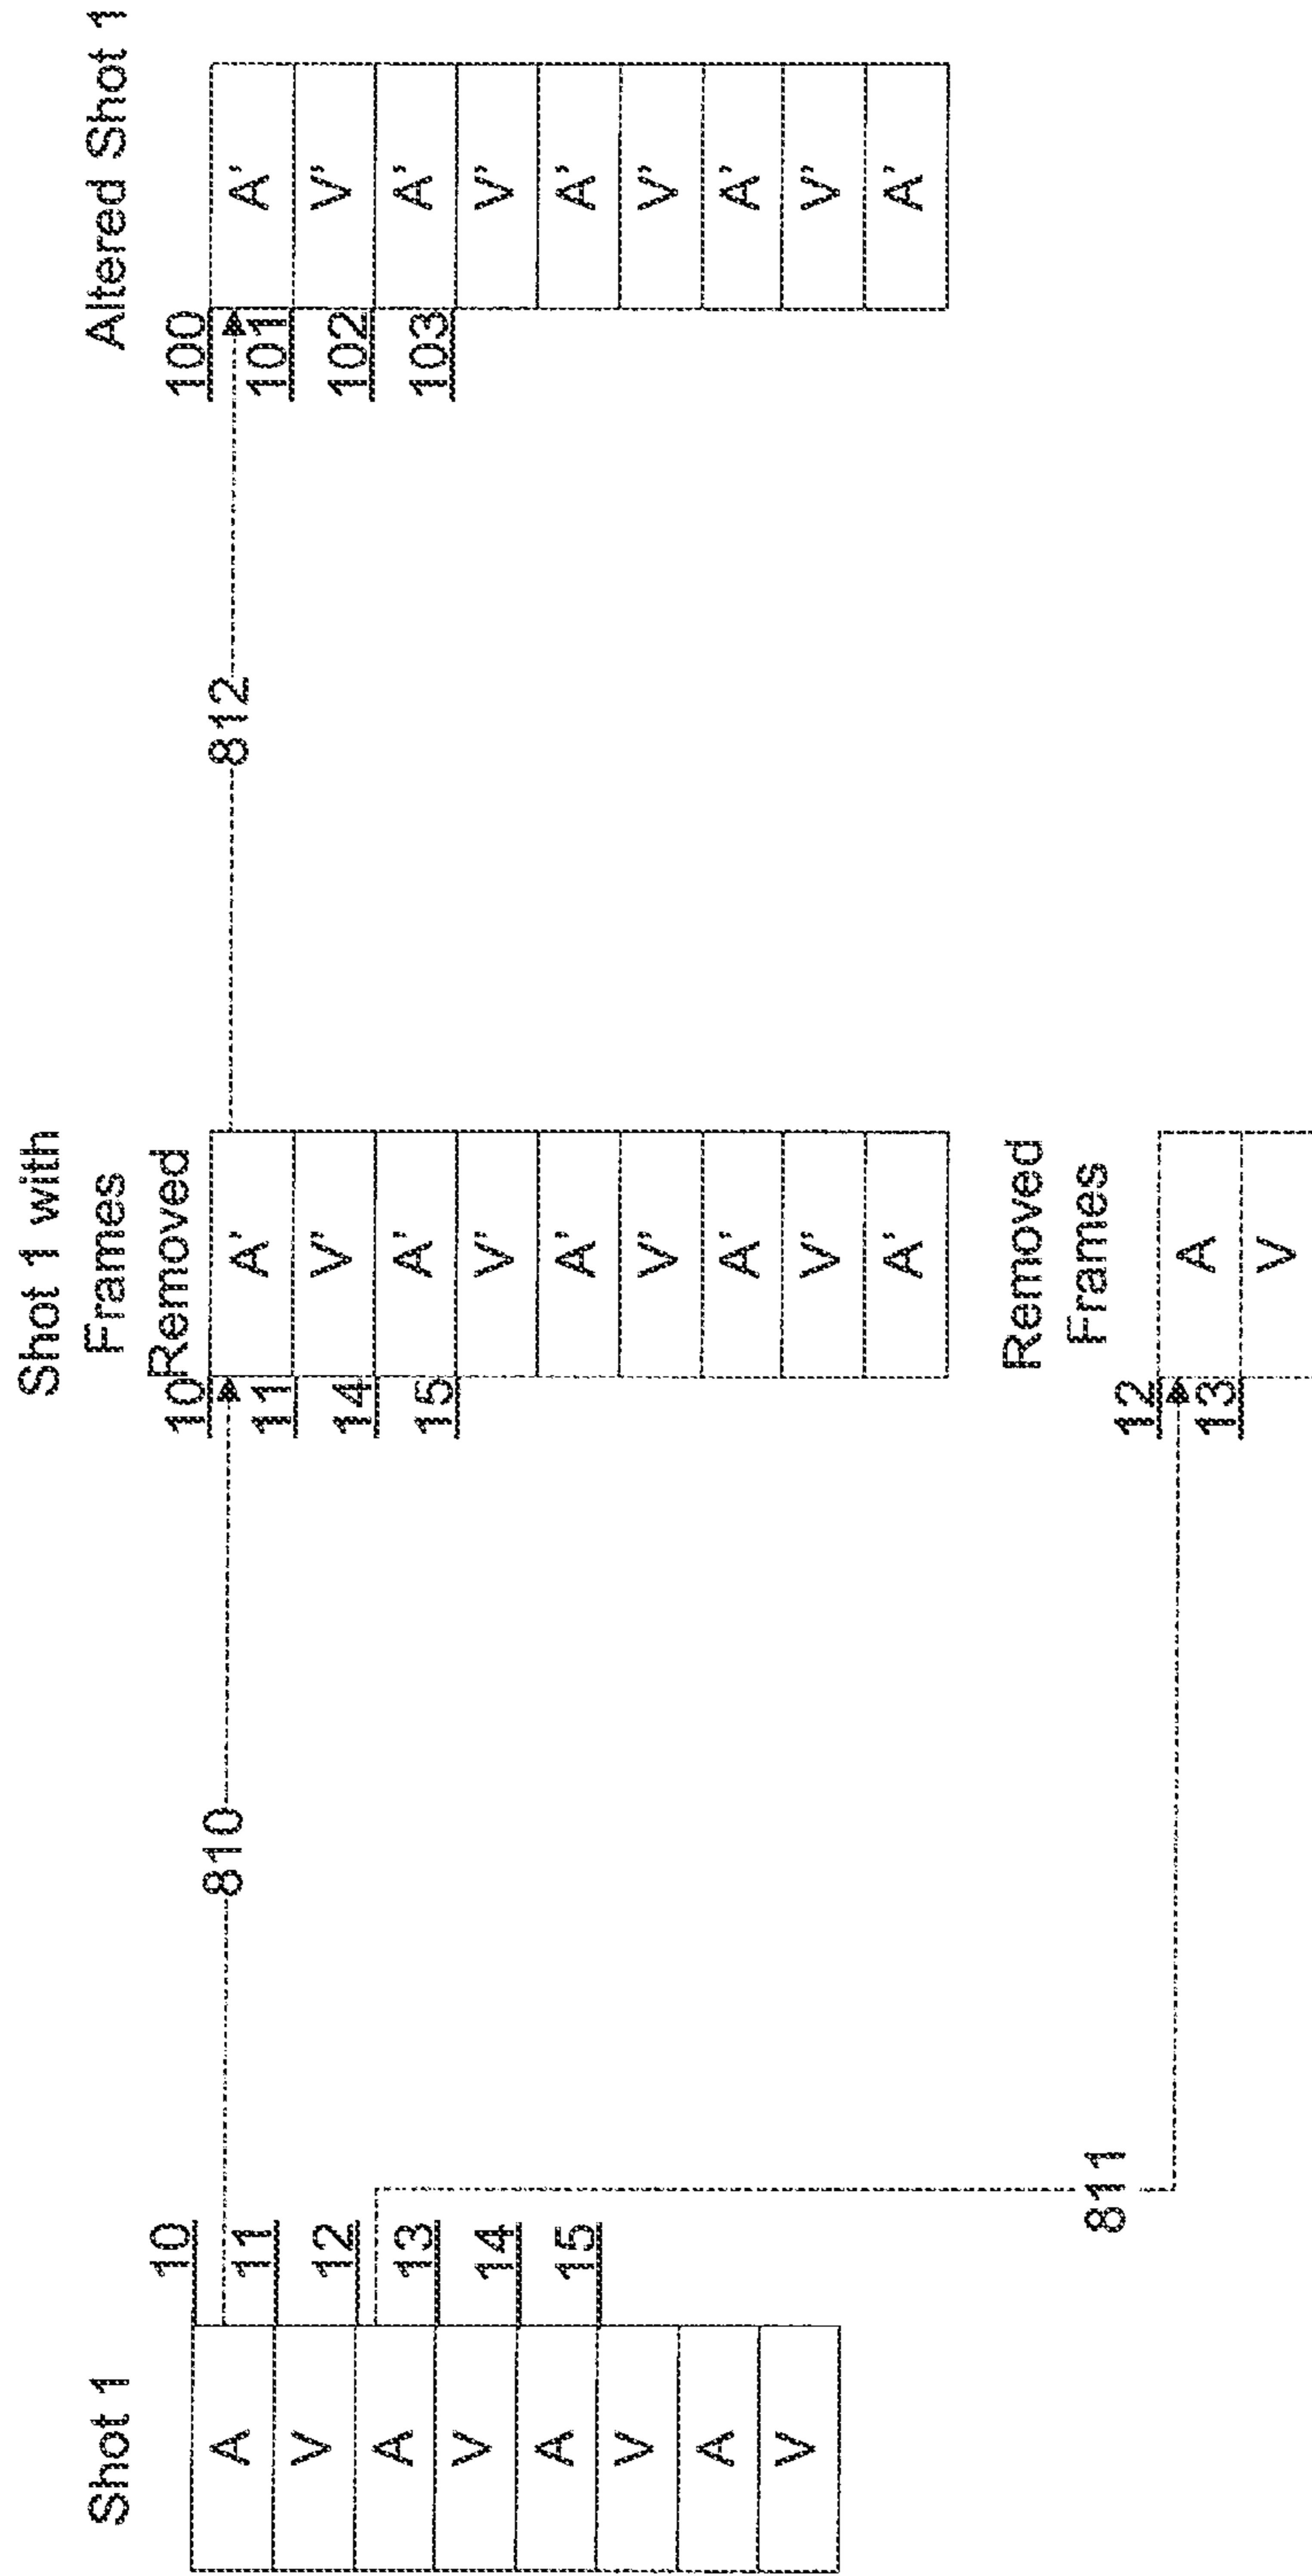 Shot 1
10
11
12
13
14
15
A
V
A
V
A
V
A
V
810
811
Shot 1 with
Frames
Removed
10
11
14
15
A'
V'
A'
V'
A'
V'
A'
V'
A'
Removed
Frames
12
13
A
V
812
Altered Shot 1
100
101
102
103
A'
V'
A'
V'
A'
V'
A'
V'
A'